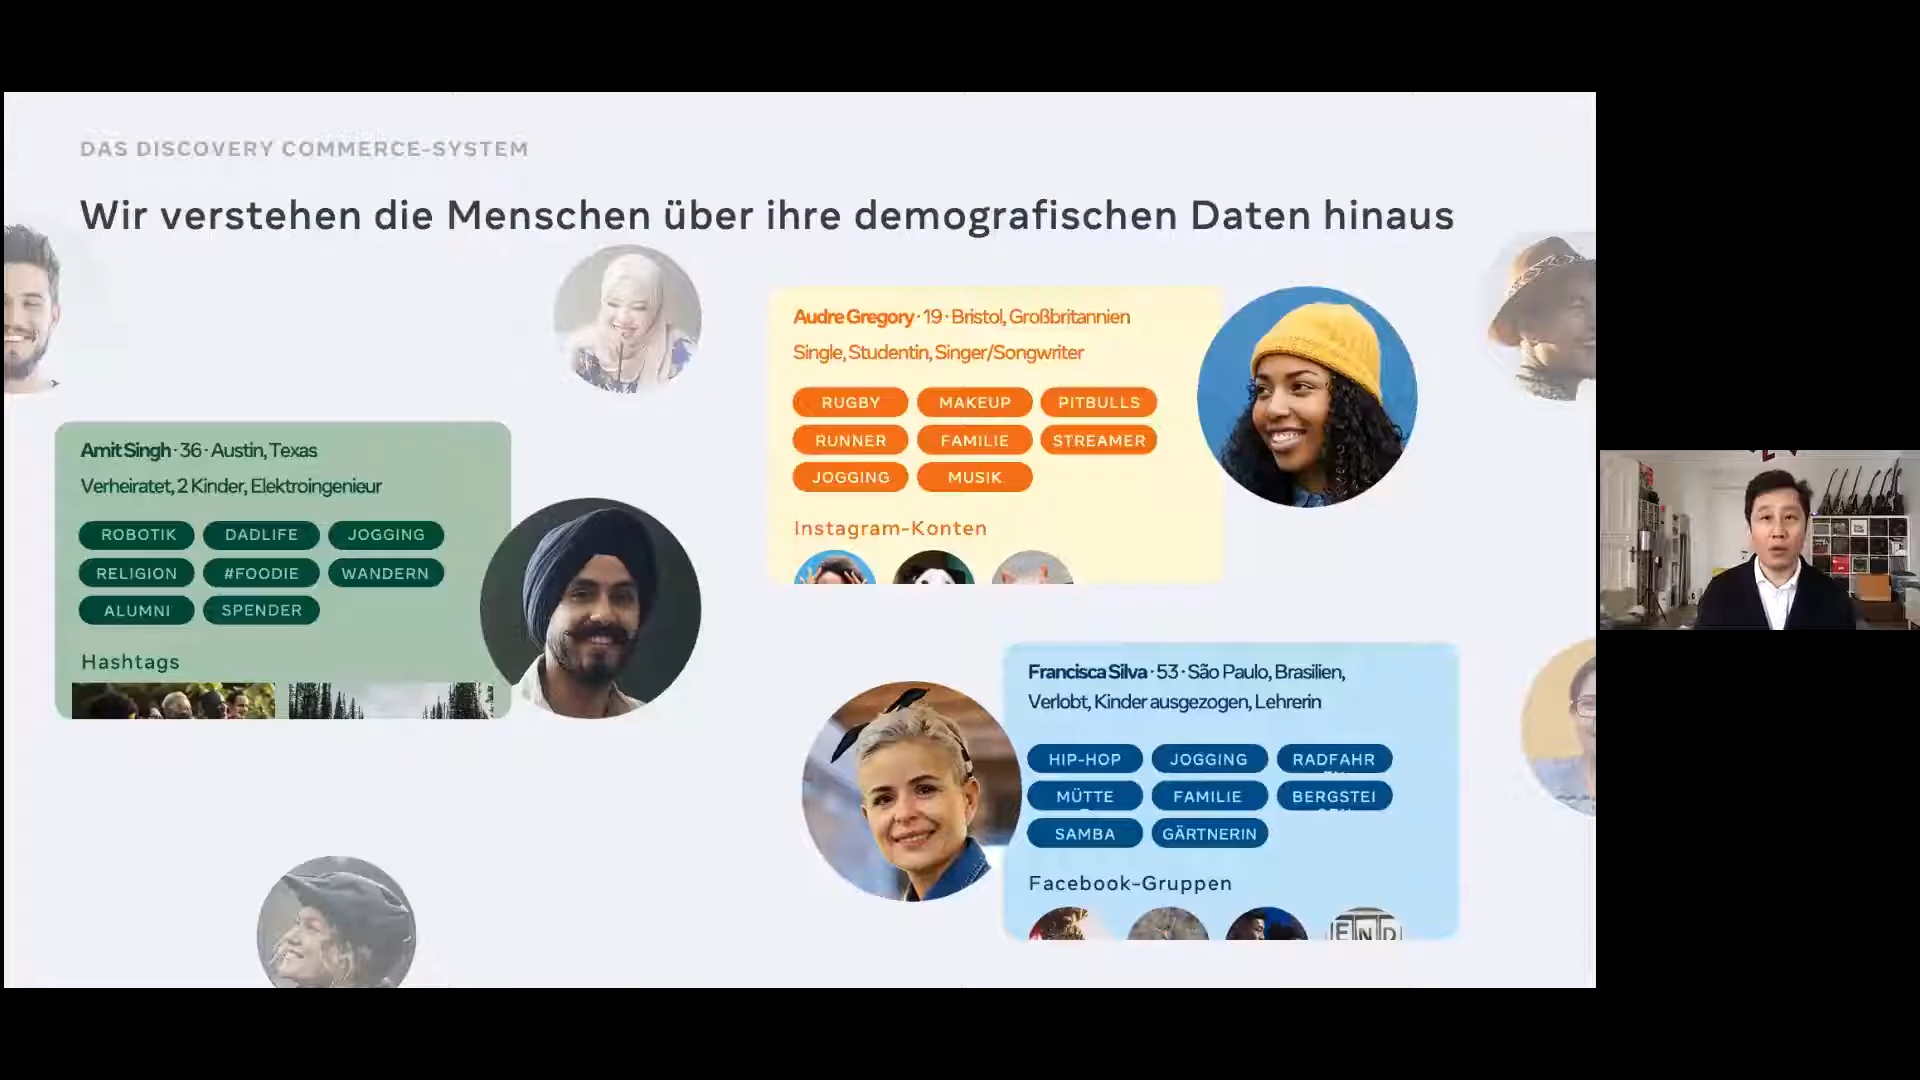 DAS DISCOVERY COMMERCE-SYSTEM
Wir verstehen die Menschen über ihre demografischen Daten hinaus
Audre Gregory · 19 · Bristol, Großbritannien
Single, Studentin, Singer/Songwriter
RUGBY MAKEUP PITBULLS
RUNNER FAMILIE STREAMER
JOGGING MUSIK
Instagram-Konten
Amit Singh · 36 · Austin, Texas
Verheiratet, 2 Kinder, Elektroingenieur
ROBOTIK DADLIFE JOGGING
RELIGION #FOODIE WANDERN
ALUMNI SPENDER
Hashtags
Francisca Silva · 53 · São Paulo, Brasilien,
Verlobt, Kinder ausgezogen, Lehrerin
HIP-HOP JOGGING RADFAHR
MÜTTE FAMILIE BERGSTEI
SAMBA GÄRTNERIN
Facebook-Gruppen
END